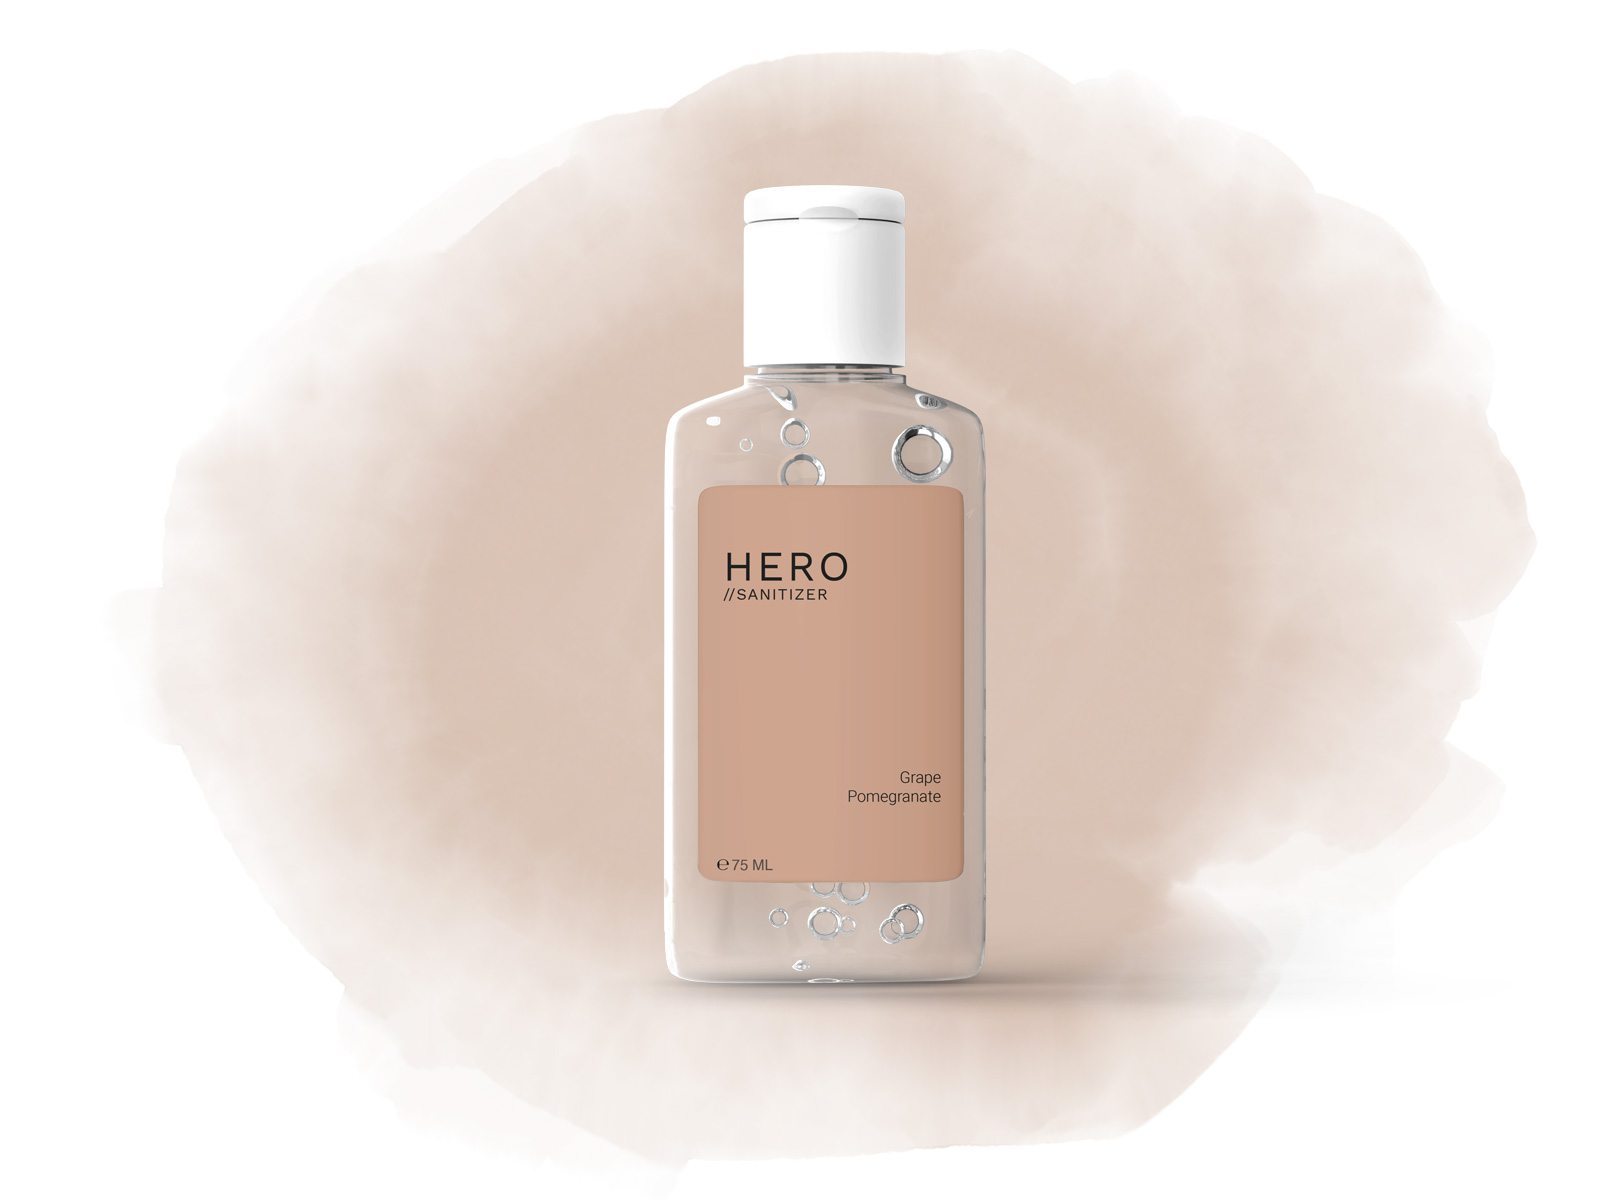 HERO
//SANITIZER
Grape
Pomegranate
℮ 75 ML